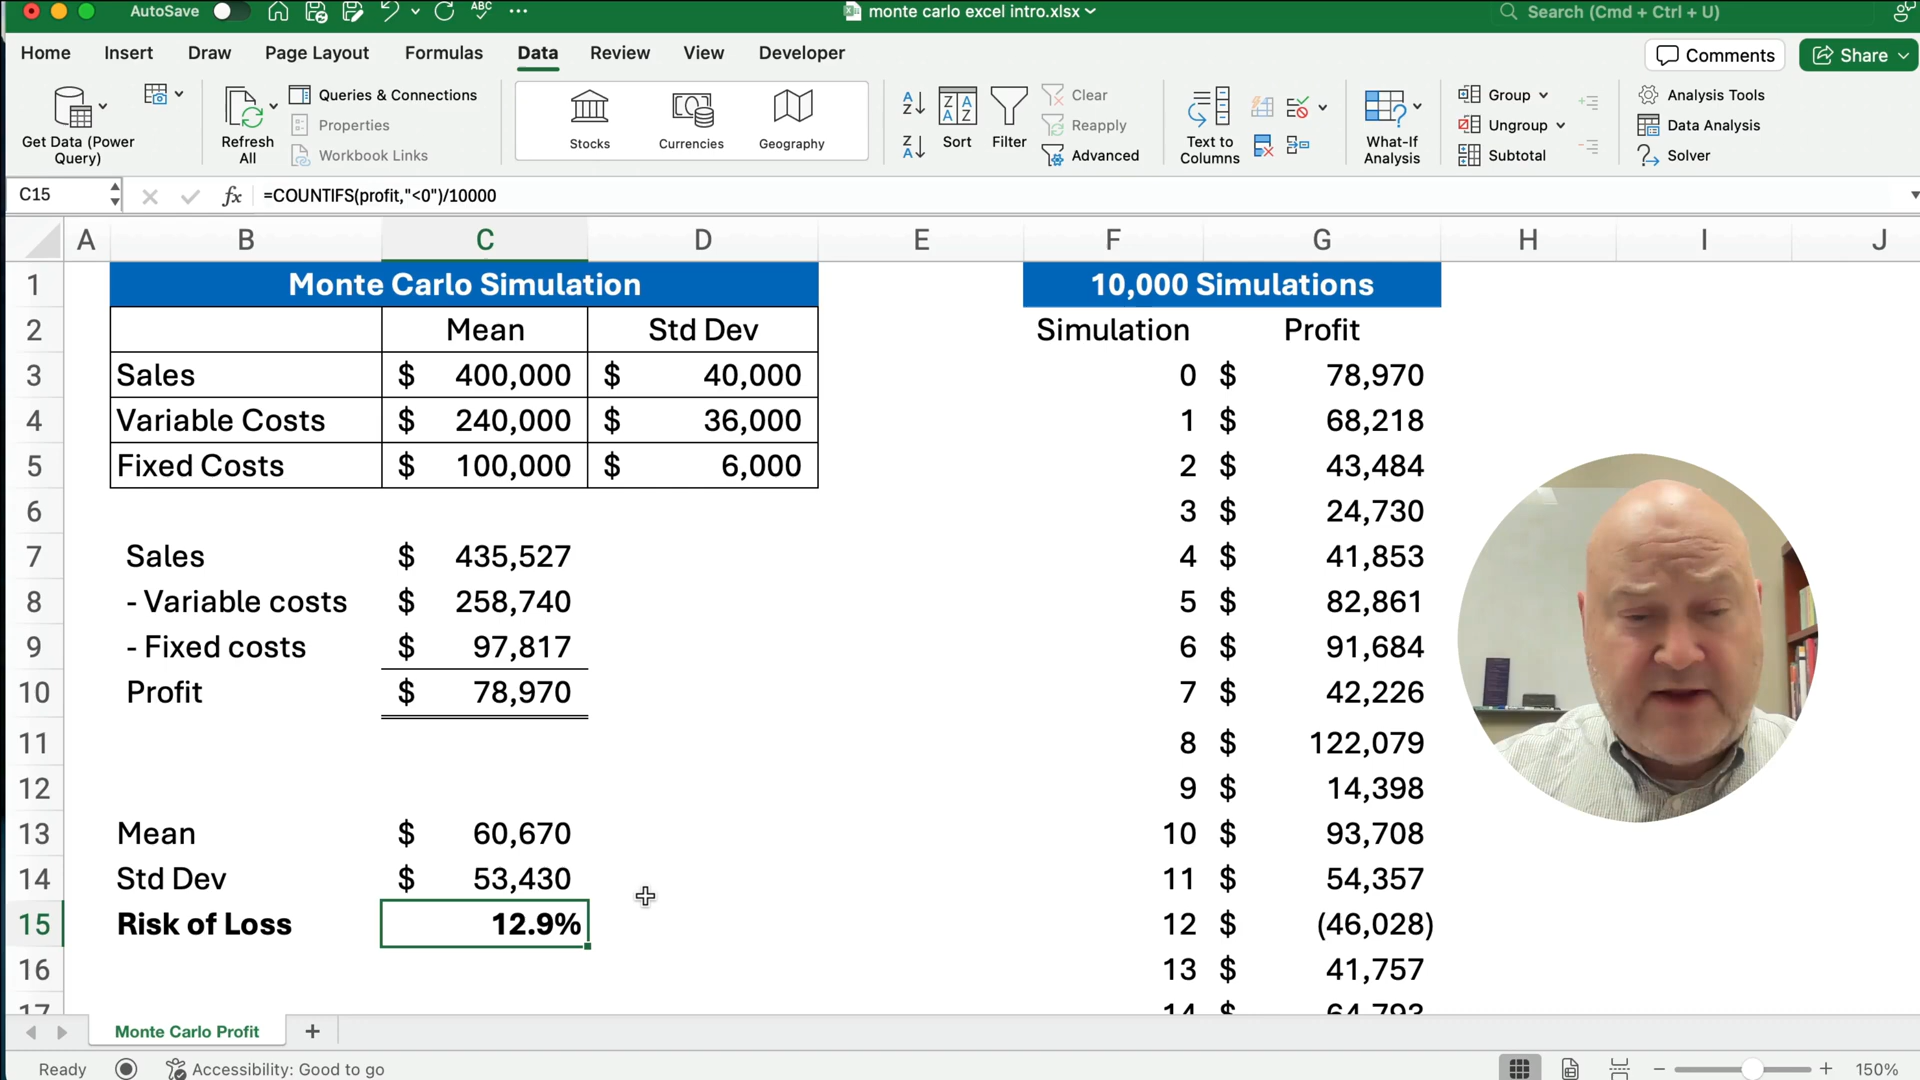 AutoSave
ABC
monte carlo excel intro.xlsx
Search (Cmd + Ctrl + U)
Home Insert Draw Page Layout Formulas Data Review View Developer
Comments
Share
Get Data (Power Query)
Refresh All
Queries & Connections
Properties
Workbook Links
Stocks
Currencies
Geography
Sort
Filter
Clear
Reapply
Advanced
Text to Columns
What-If Analysis
Group
Ungroup
Subtotal
Analysis Tools
Data Analysis
Solver
C15
fx
=COUNTIFS(profit,"<0")/10000
A B C D E F G H I J
1 Monte Carlo Simulation 10,000 Simulations
2 Mean Std Dev Simulation Profit
3 Sales $ 400,000 $ 40,000 0 $ 78,970
4 Variable Costs $ 240,000 $ 36,000 1 $ 68,218
5 Fixed Costs $ 100,000 $ 6,000 2 $ 43,484
6 3 $ 24,730
7 Sales $ 435,527 4 $ 41,853
8 - Variable costs $ 258,740 5 $ 82,861
9 - Fixed costs $ 97,817 6 $ 91,684
10 Profit $ 78,970 7 $ 42,226
11 8 $ 122,079
12 9 $ 14,398
13 Mean $ 60,670 10 $ 93,708
14 Std Dev $ 53,430 11 $ 54,357
15 Risk of Loss 12.9% 12 $ (46,028)
16 13 $ 41,757
17 14 $ 64,793
Monte Carlo Profit
Ready
Accessibility: Good to go
150%